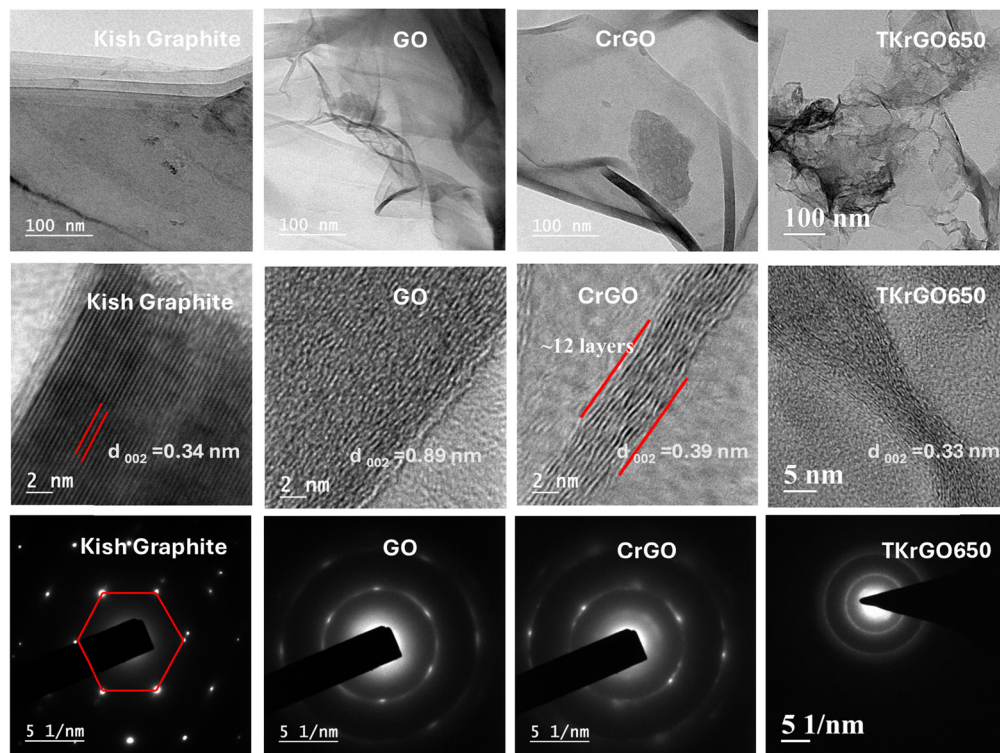 Kish Graphite
GO
CrGO
TKrGO650
100 nm
100 nm
100 nm
100 nm
Kish Graphite
GO
CrGO
TKrGO650
~12 layers
d 002 =0.34 nm
d 002 =0.89 nm
d 002 =0.39 nm
d 002 =0.33 nm
2 nm
2 nm
2 nm
5 nm
Kish Graphite
GO
CrGO
TKrGO650
5 1/nm
5 1/nm
5 1/nm
5 1/nm